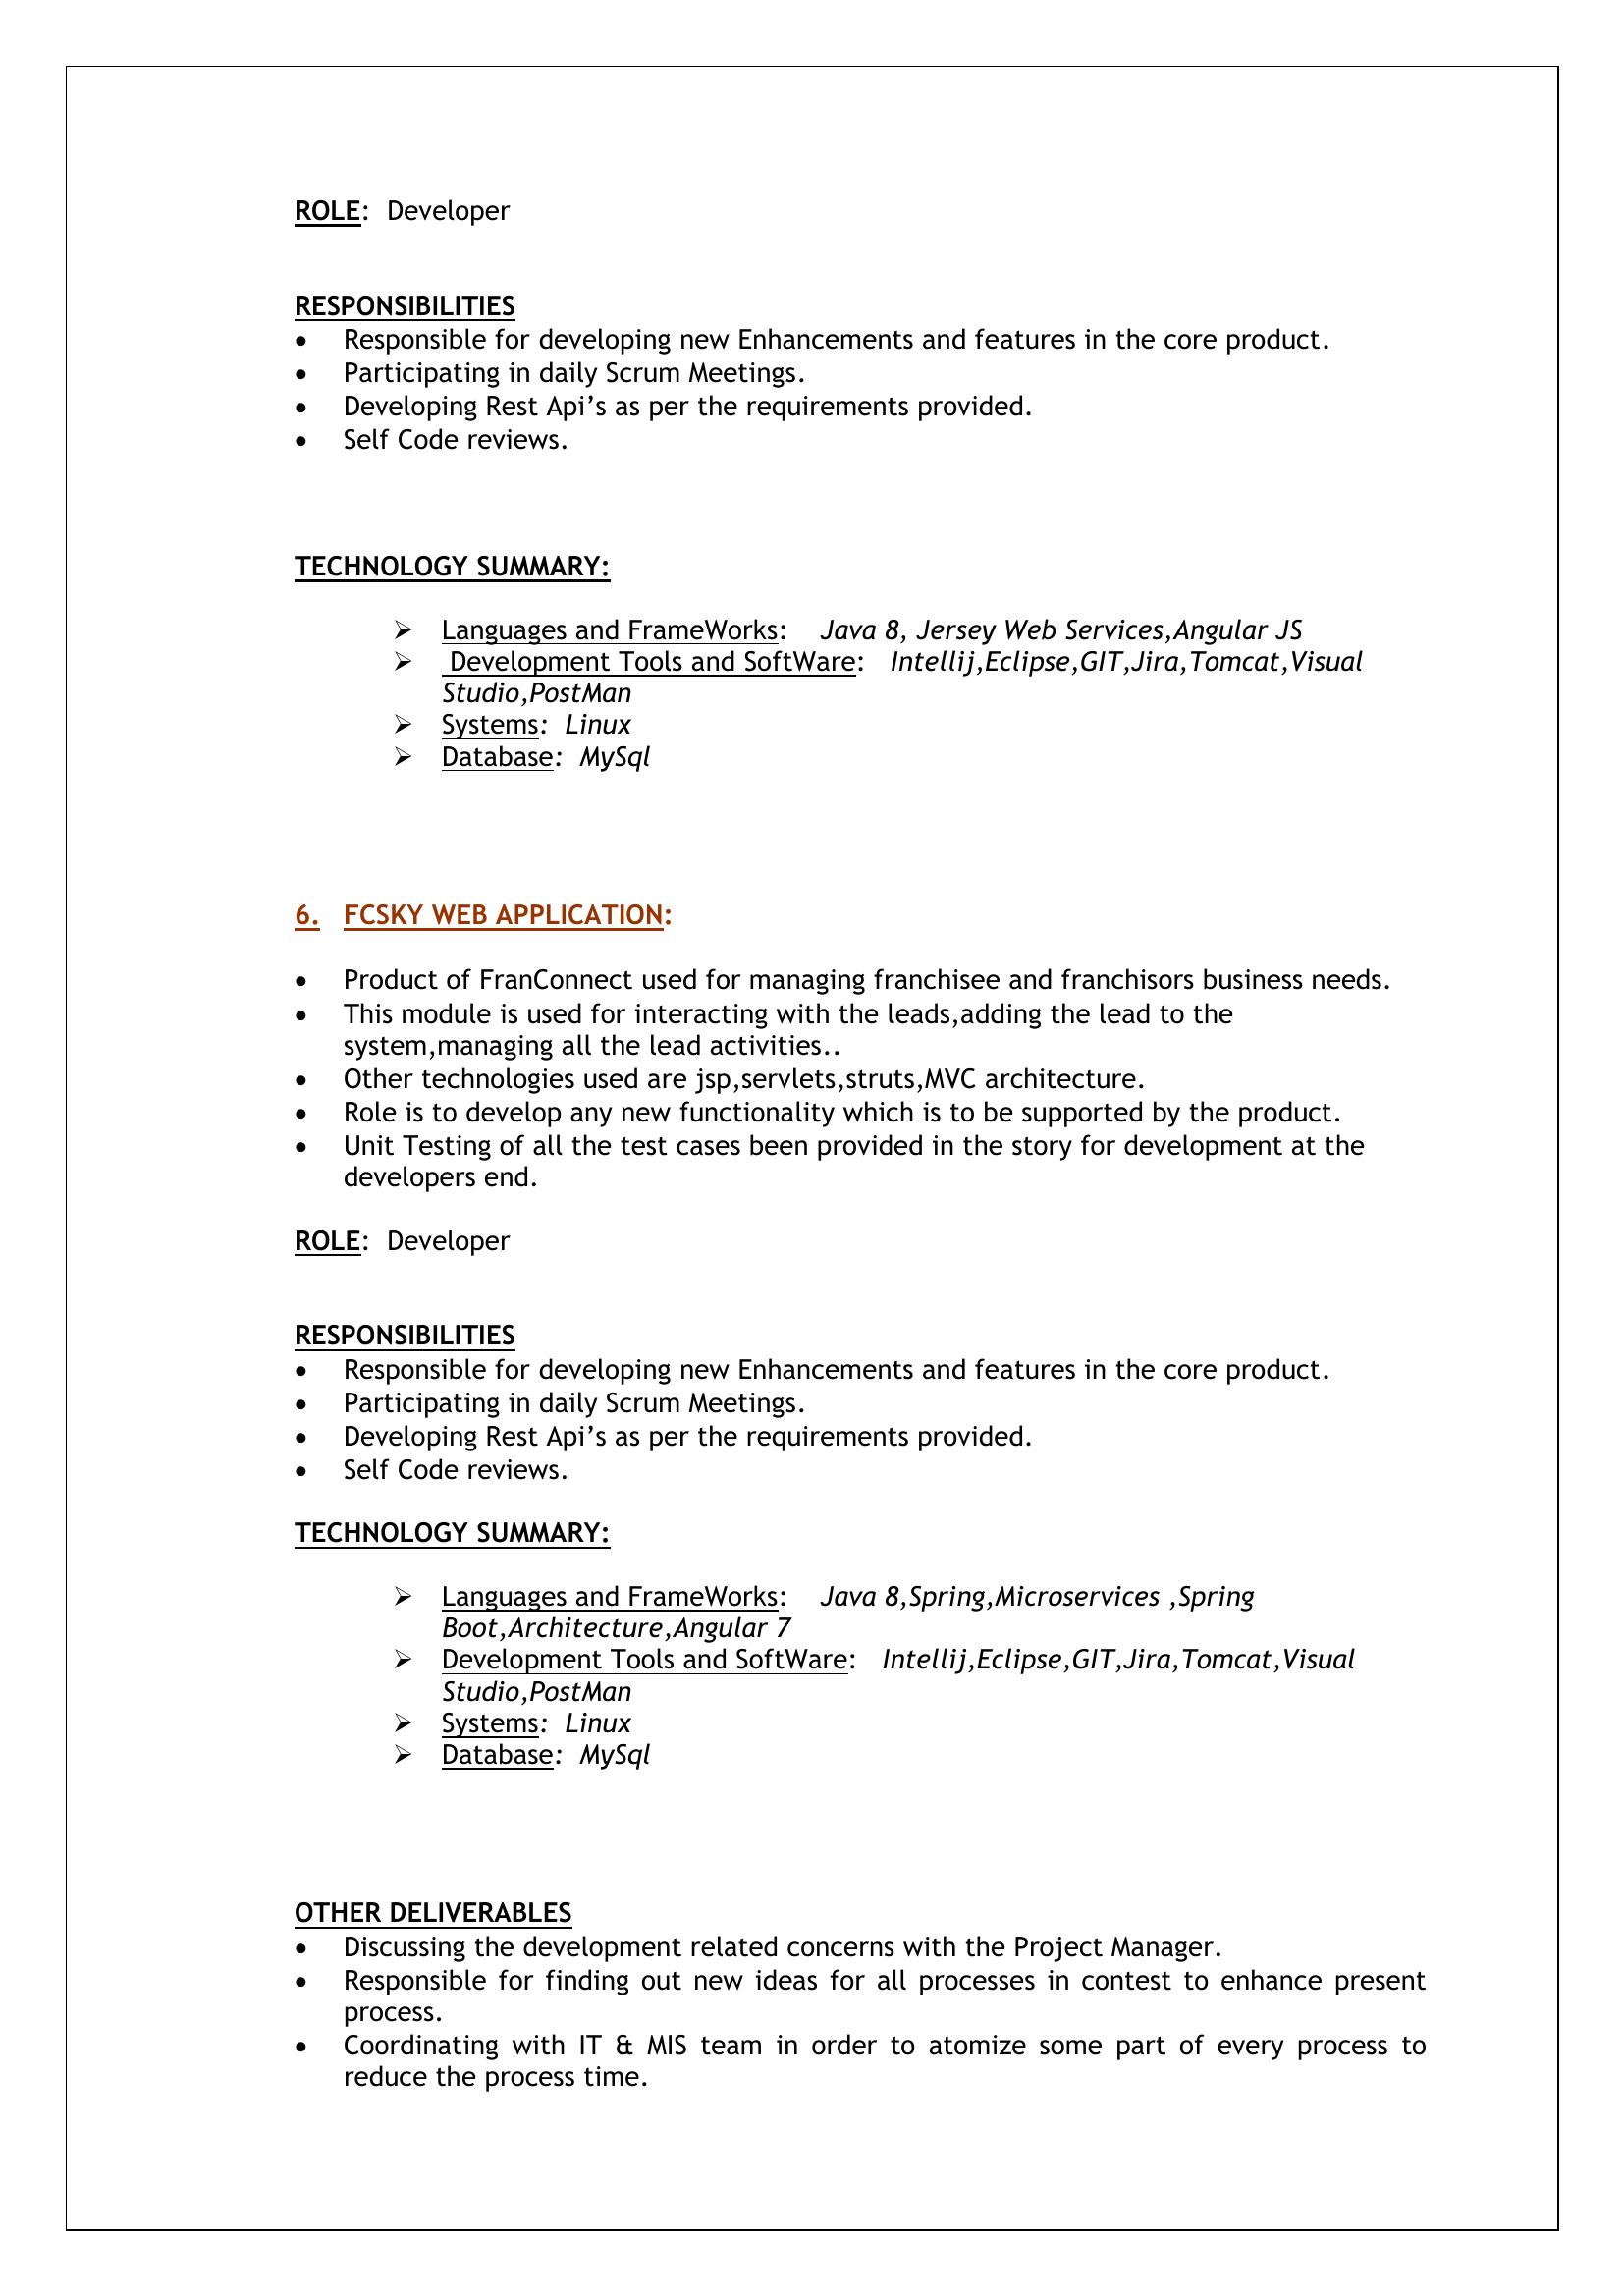 ROLE: Developer
RESPONSIBILITIES
• Responsible for developing new Enhancements and features in the core product.
• Participating in daily Scrum Meetings.
• Developing Rest Api’s as per the requirements provided.
• Self Code reviews.
TECHNOLOGY SUMMARY:
➢ Languages and FrameWorks: Java 8, Jersey Web Services,Angular JS
➢ Development Tools and SoftWare: Intellij,Eclipse,GIT,Jira,Tomcat,Visual
Studio,PostMan
➢ Systems: Linux
➢ Database: MySql
6. FCSKY WEB APPLICATION:
• Product of FranConnect used for managing franchisee and franchisors business needs.
• This module is used for interacting with the leads,adding the lead to the
system,managing all the lead activities..
• Other technologies used are jsp,servlets,struts,MVC architecture.
• Role is to develop any new functionality which is to be supported by the product.
• Unit Testing of all the test cases been provided in the story for development at the
developers end.
ROLE: Developer
RESPONSIBILITIES
• Responsible for developing new Enhancements and features in the core product.
• Participating in daily Scrum Meetings.
• Developing Rest Api’s as per the requirements provided.
• Self Code reviews.
TECHNOLOGY SUMMARY:
➢ Languages and FrameWorks: Java 8,Spring,Microservices ,Spring
Boot,Architecture,Angular 7
➢ Development Tools and SoftWare: Intellij,Eclipse,GIT,Jira,Tomcat,Visual
Studio,PostMan
➢ Systems: Linux
➢ Database: MySql
OTHER DELIVERABLES
• Discussing the development related concerns with the Project Manager.
• Responsible for finding out new ideas for all processes in contest to enhance present
process.
• Coordinating with IT & MIS team in order to atomize some part of every process to
reduce the process time.